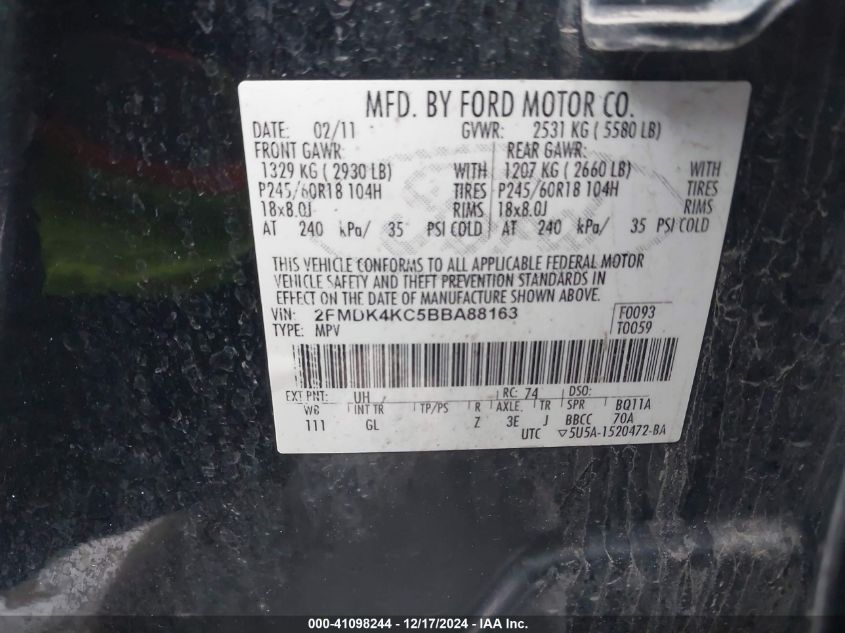 MFD. BY FORD MOTOR CO.
DATE: 02/11 GVWR: 2531 KG ( 5580 LB)
FRONT GAWR: REAR GAWR:
1329 KG ( 2930 LB) WITH 1207 KG ( 2660 LB) WITH
P245/60R18 104H TIRES P245/60R18 104H TIRES
18x8.0J RIMS 18x8.0J RIMS
AT 240 kPa/ 35 PSI COLD AT 240 kPa/ 35 PSI COLD
THIS VEHICLE CONFORMS TO ALL APPLICABLE FEDERAL MOTOR
VEHICLE SAFETY AND THEFT PREVENTION STANDARDS IN
EFFECT ON THE DATE OF MANUFACTURE SHOWN ABOVE.
VIN: 2FMDK4KC5BBA88163 F0093
TYPE: MPV T0059
EXT PNT: UH RC: 74 DSO:
WB INT TR TP/PS R AXLE TR SPR BQ11A
111 GL Z 3E J BBCC 70A
UTC ▽5U5A-1520472-BA
000-41098244 - 12/17/2024 - IAA Inc.